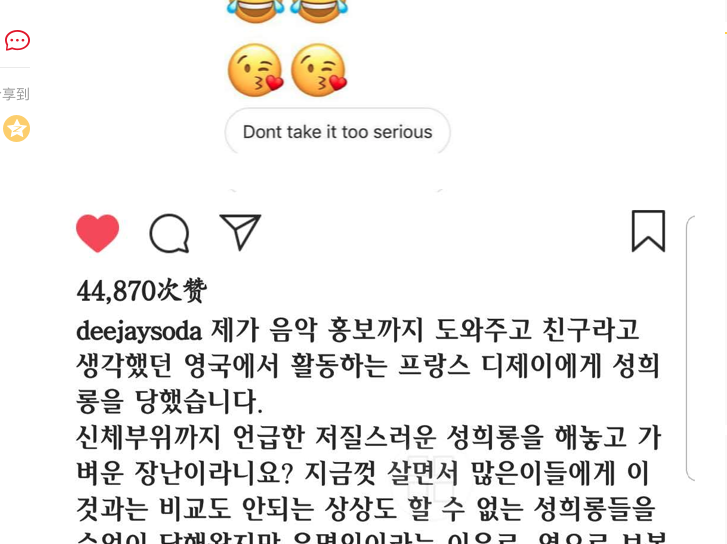 享到
Dont take it too serious
44,870次赞
deejaysoda 제가 음악 홍보까지 도와주고 친구라고
생각했던 영국에서 활동하는 프랑스 디제이에게 성희
롱을 당했습니다.
신체부위까지 언급한 저질스러운 성희롱을 해놓고 가
벼운 장난이라니요? 지금껏 살면서 많은이들에게 이
것과는 비교도 안되는 상상도 할 수 없는 성희롱들을